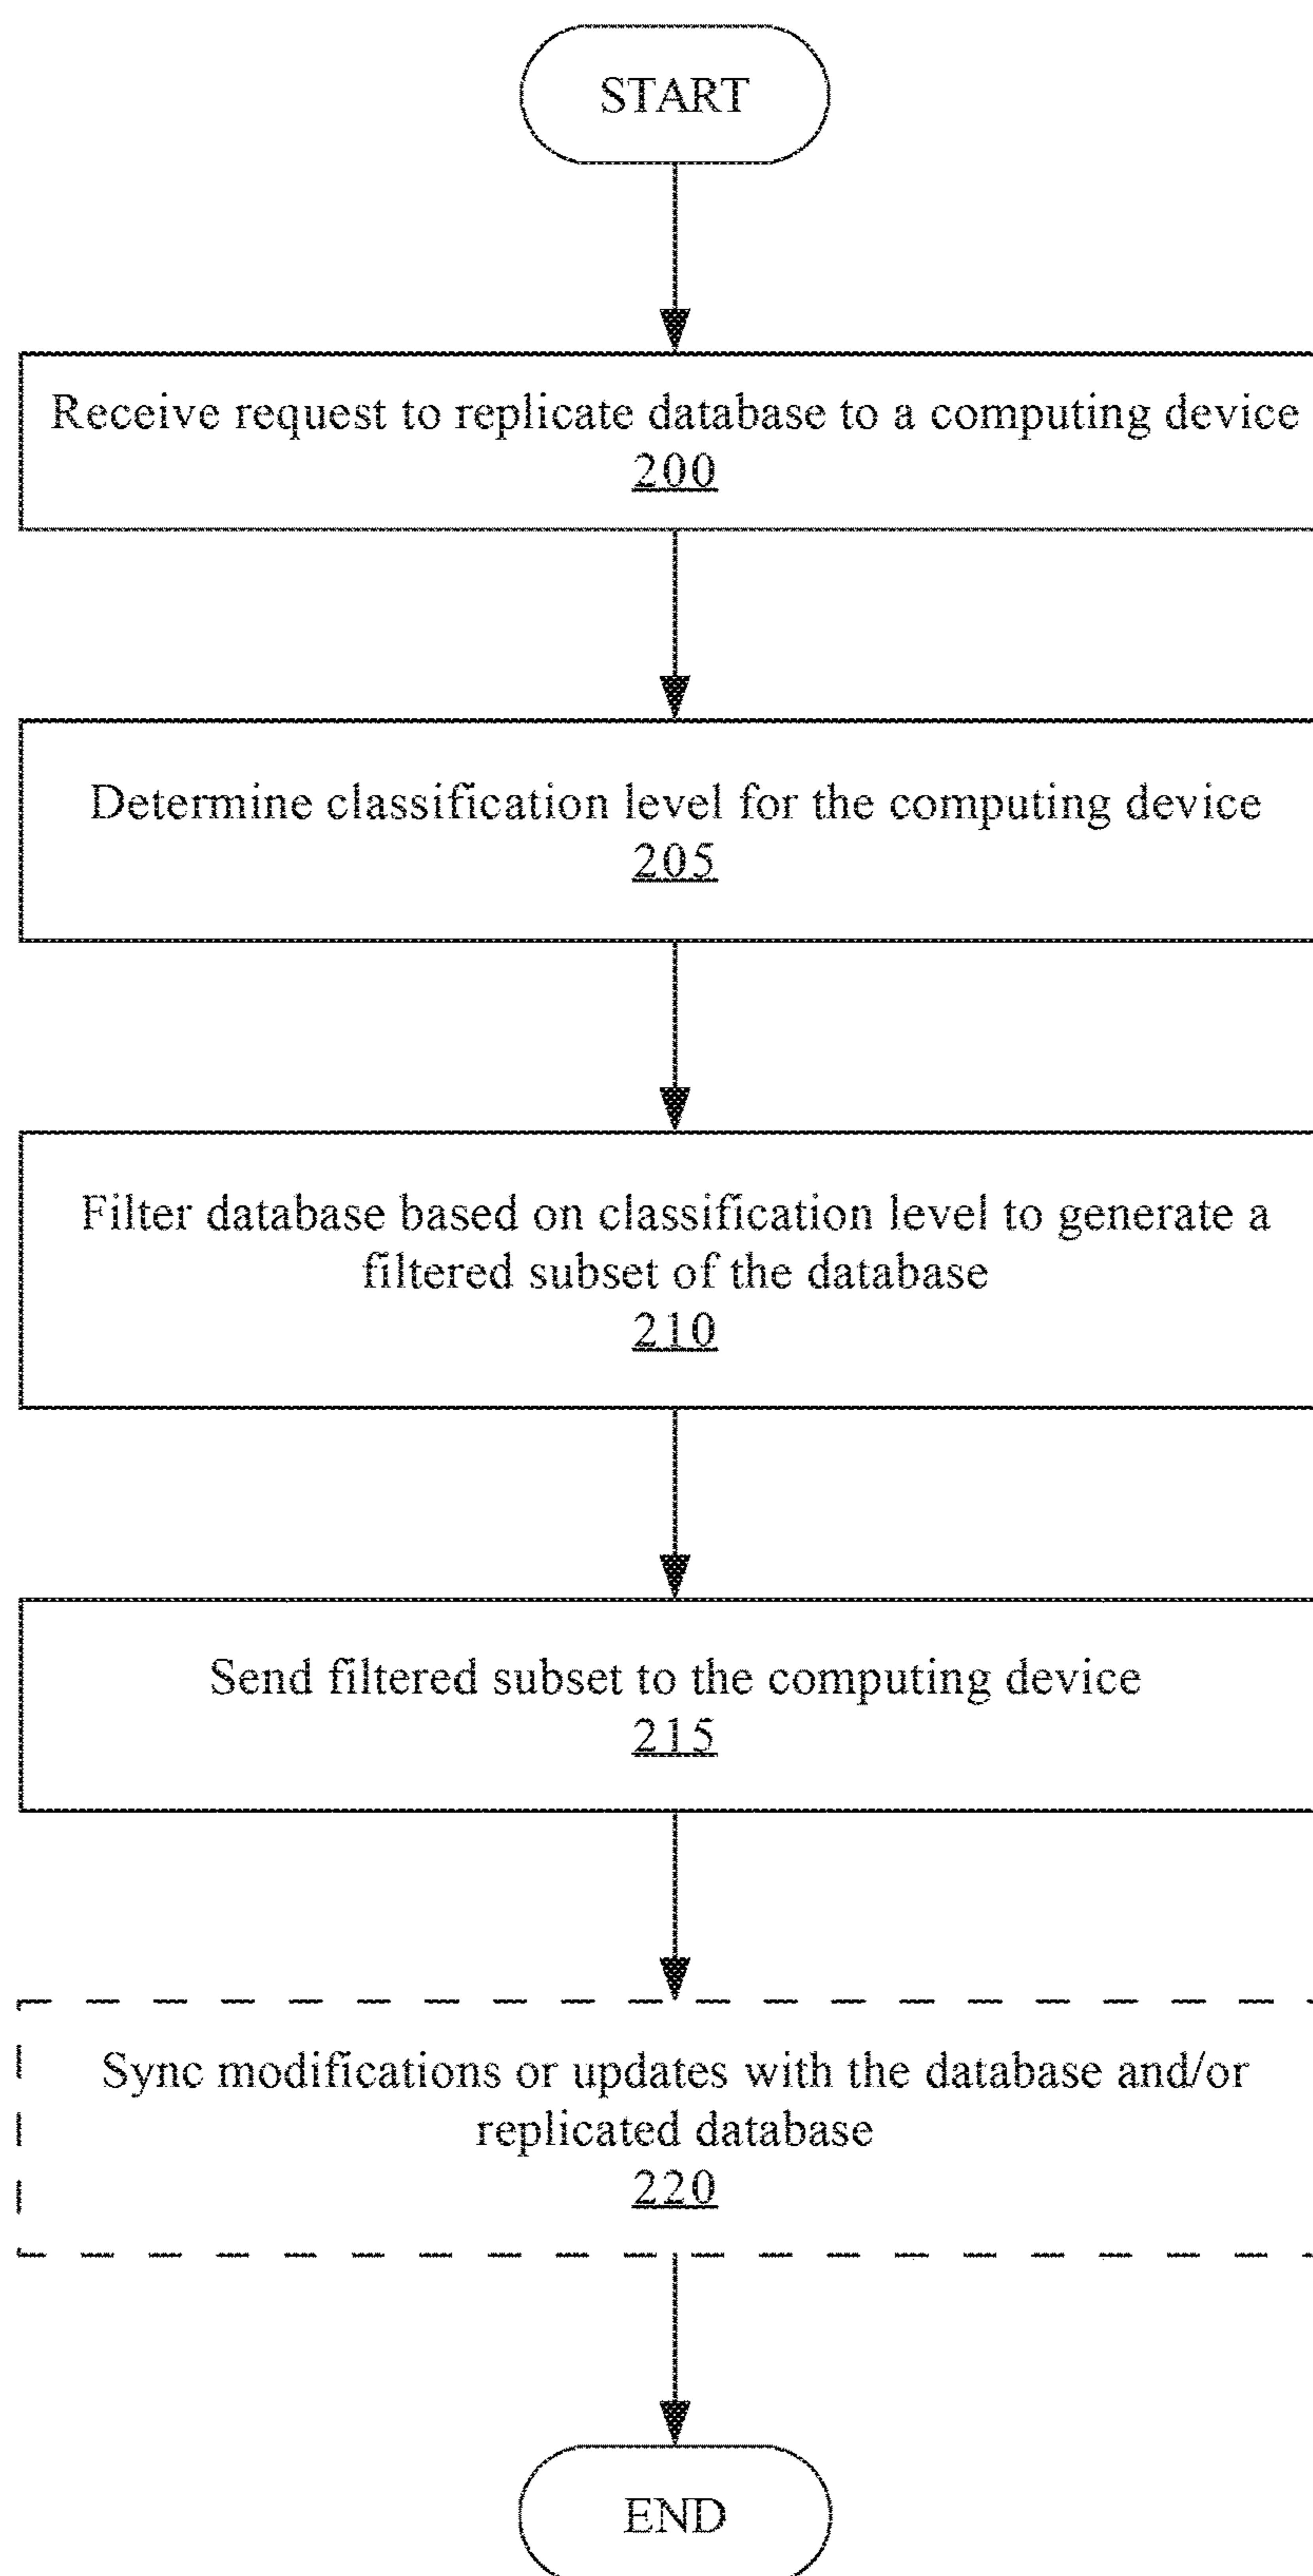 START
Receive request to replicate database to a computing device
200
Determine classification level for the computing device
205
Filter database based on classification level to generate a
filtered subset of the database
210
Send filtered subset to the computing device
215
Sync modifications or updates with the database and/or
replicated database
220
END